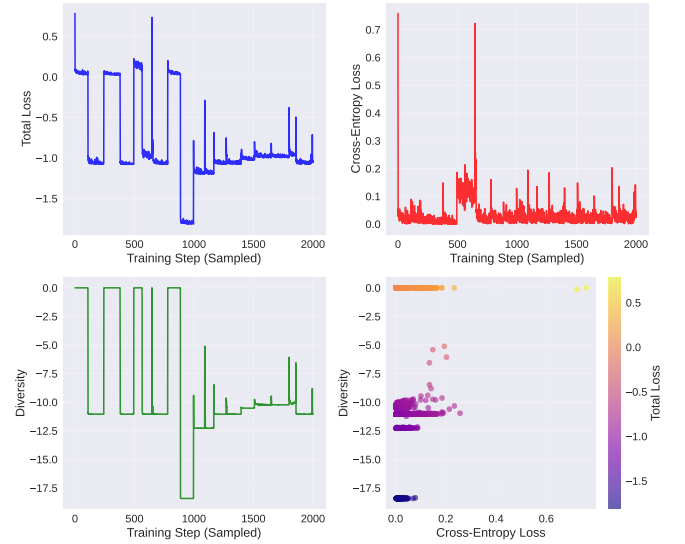 0.5
0.0
−0.5
−1.0
−1.5
Total Loss
0 500 1000 1500 2000
Training Step (Sampled)
0.7
0.6
0.5
0.4
0.3
0.2
0.1
0.0
Cross-Entropy Loss
0 500 1000 1500 2000
Training Step (Sampled)
0.0
−2.5
−5.0
−7.5
−10.0
−12.5
−15.0
−17.5
Diversity
0 500 1000 1500 2000
Training Step (Sampled)
0.0
−2.5
−5.0
−7.5
−10.0
−12.5
−15.0
−17.5
Diversity
0.0 0.2 0.4 0.6
Cross-Entropy Loss
0.5
0.0
−0.5
−1.0
−1.5
Total Loss